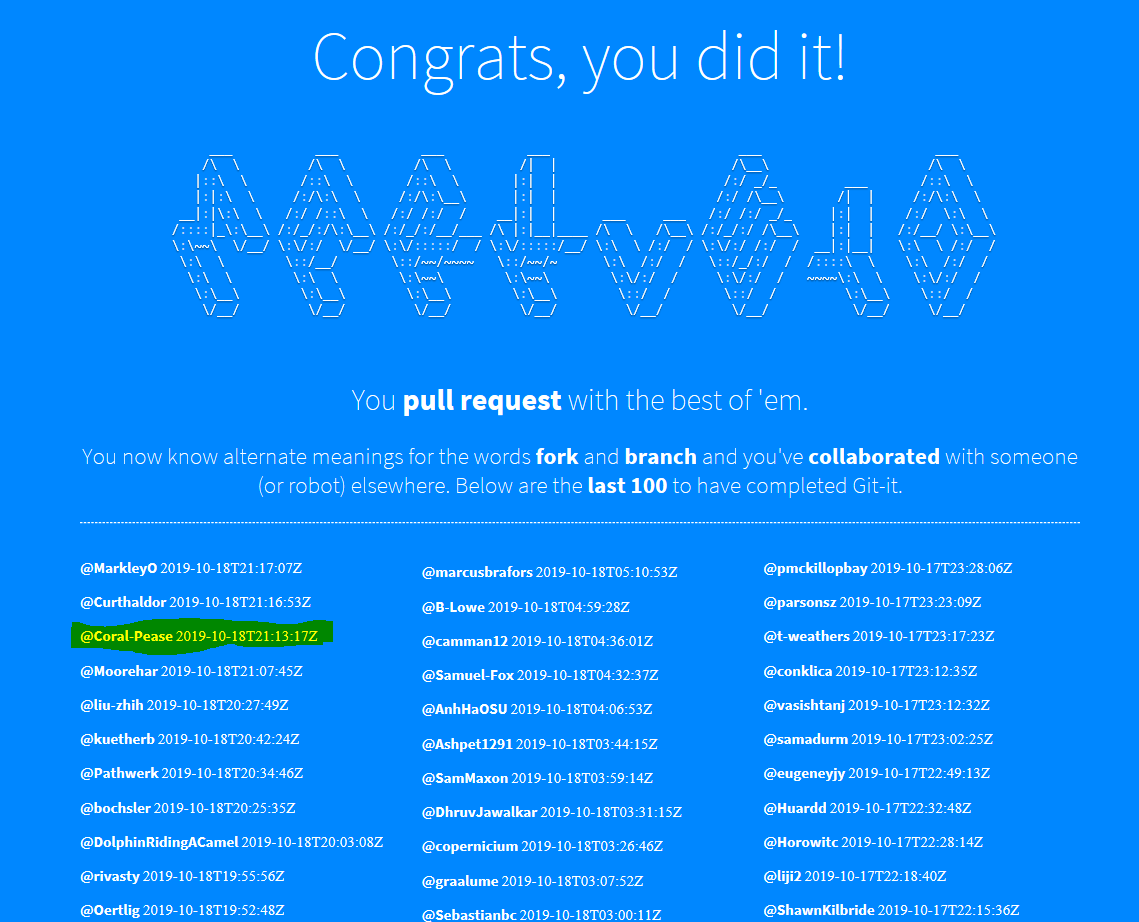 Congrats, you did it!
You pull request with the best of 'em.
You now know alternate meanings for the words fork and branch and you've collaborated with someone
(or robot) elsewhere. Below are the last 100 to have completed Git-it.
@MarkleyO 2019-10-18T21:17:07Z
@Curthaldor 2019-10-18T21:16:53Z
@Coral-Pease 2019-10-18T21:13:17Z
@Moorehar 2019-10-18T21:07:45Z
@liu-zhih 2019-10-18T20:27:49Z
@kuetherb 2019-10-18T20:42:24Z
@Pathwerk 2019-10-18T20:34:46Z
@bochsler 2019-10-18T20:25:35Z
@DolphinRidingACamel 2019-10-18T20:03:08Z
@rivasty 2019-10-18T19:55:56Z
@Oertlig 2019-10-18T19:52:48Z
@marcusbrafors 2019-10-18T05:10:53Z
@B-Lowe 2019-10-18T04:59:28Z
@camman12 2019-10-18T04:36:01Z
@Samuel-Fox 2019-10-18T04:32:37Z
@AnhHaOSU 2019-10-18T04:06:53Z
@Ashpet1291 2019-10-18T03:44:15Z
@SamMaxon 2019-10-18T03:59:14Z
@DhruvJawalkar 2019-10-18T03:31:15Z
@copernicium 2019-10-18T03:26:46Z
@graalume 2019-10-18T03:07:52Z
@Sebastianbc 2019-10-18T03:00:11Z
@pmckillopbay 2019-10-17T23:28:06Z
@parsonsz 2019-10-17T23:23:09Z
@t-weathers 2019-10-17T23:17:23Z
@conklica 2019-10-17T23:12:35Z
@vasishtanj 2019-10-17T23:12:32Z
@samadurm 2019-10-17T23:02:25Z
@eugeneyjy 2019-10-17T22:49:13Z
@Huardd 2019-10-17T22:32:48Z
@Horowitc 2019-10-17T22:28:14Z
@liji2 2019-10-17T22:18:40Z
@ShawnKilbride 2019-10-17T22:15:36Z